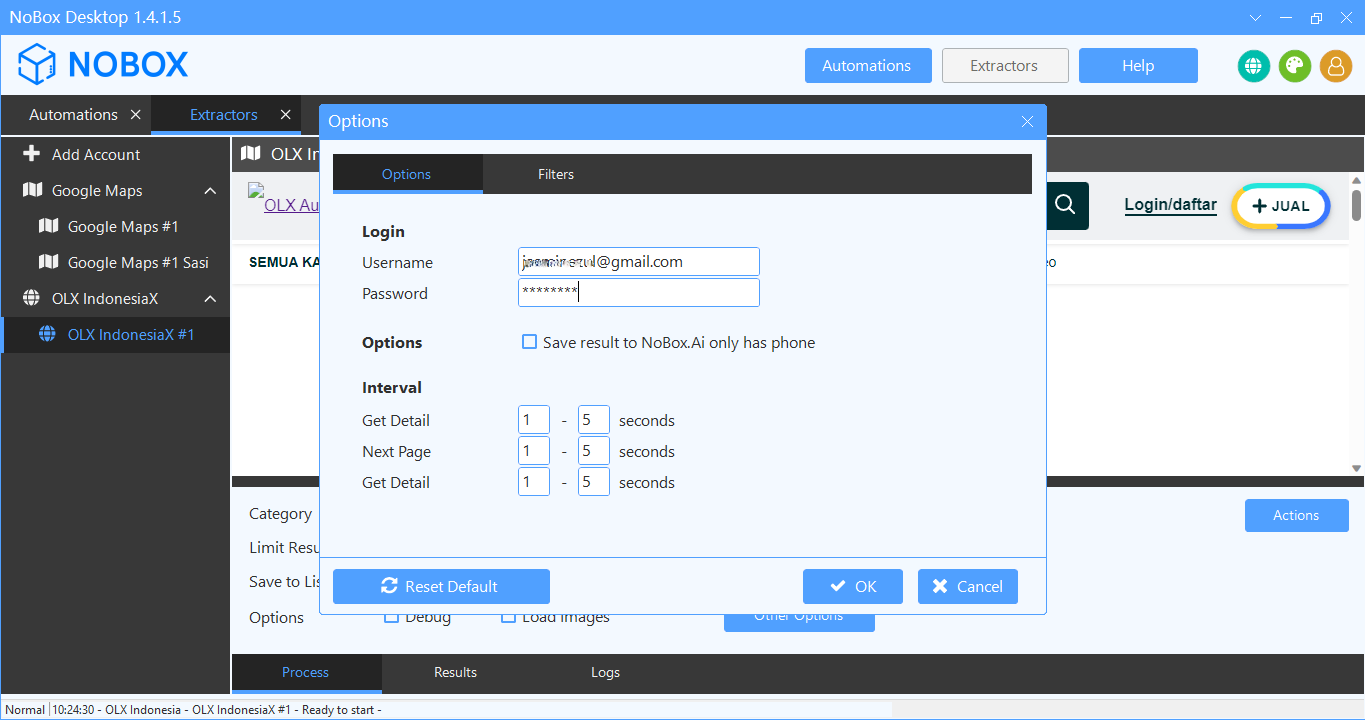 NoBox Desktop 1.4.1.5
NOBOX
Automations
Extractors
Help
Automations
Extractors
Add Account
Google Maps
Google Maps #1
Google Maps #1 Sasi
OLX IndonesiaX
OLX IndonesiaX #1
OLX In
OLX Au
Login/daftar
JUAL
SEMUA KA
Options
Options
Filters
Login
Username
@gmail.com
Password
********
Options
Save result to NoBox.Ai only has phone
Interval
Get Detail 1 - 5 seconds
Next Page 1 - 5 seconds
Get Detail 1 - 5 seconds
Reset Default
OK
Cancel
Category
Actions
Limit Resu
Save to Lis
Options
Debug
Load Images
Other Options
Process
Results
Logs
Normal 10:24:30 - OLX Indonesia - OLX IndonesiaX #1 - Ready to start -